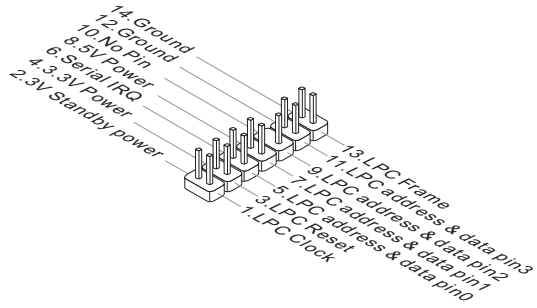 14.Ground
12.Ground
10.No Pin
8.5V Power
6.Serial IRQ
4.3.3V Power
2.3V Standby power
13.LPC Frame
11.LPC address & data pin3
9.LPC address & data pin2
7.LPC address & data pin1
5.LPC address & data pin0
3.LPC Reset
1.LPC Clock